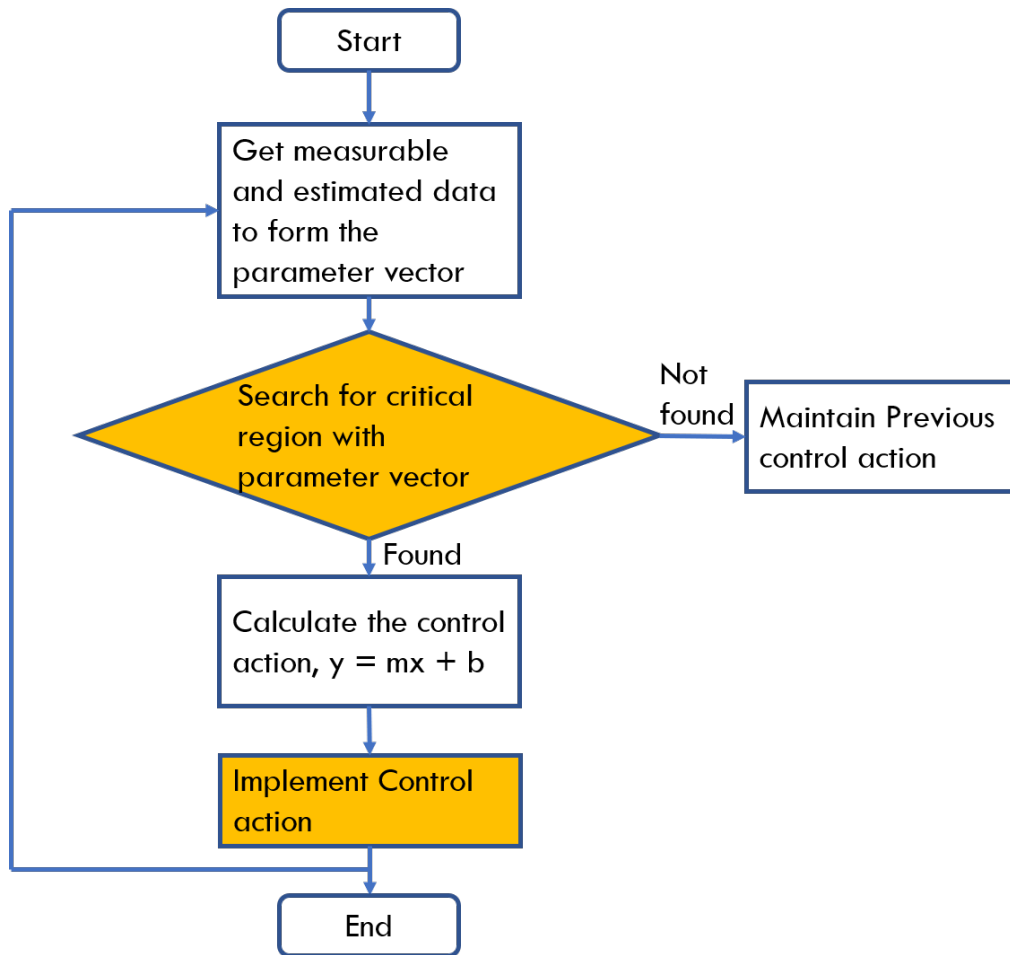 Start
Get measurable
and estimated data
to form the
parameter vector
Search for critical
region with
parameter vector
Not
found
Maintain Previous
control action
Found
Calculate the control
action, y = mx + b
Implement Control
action
End